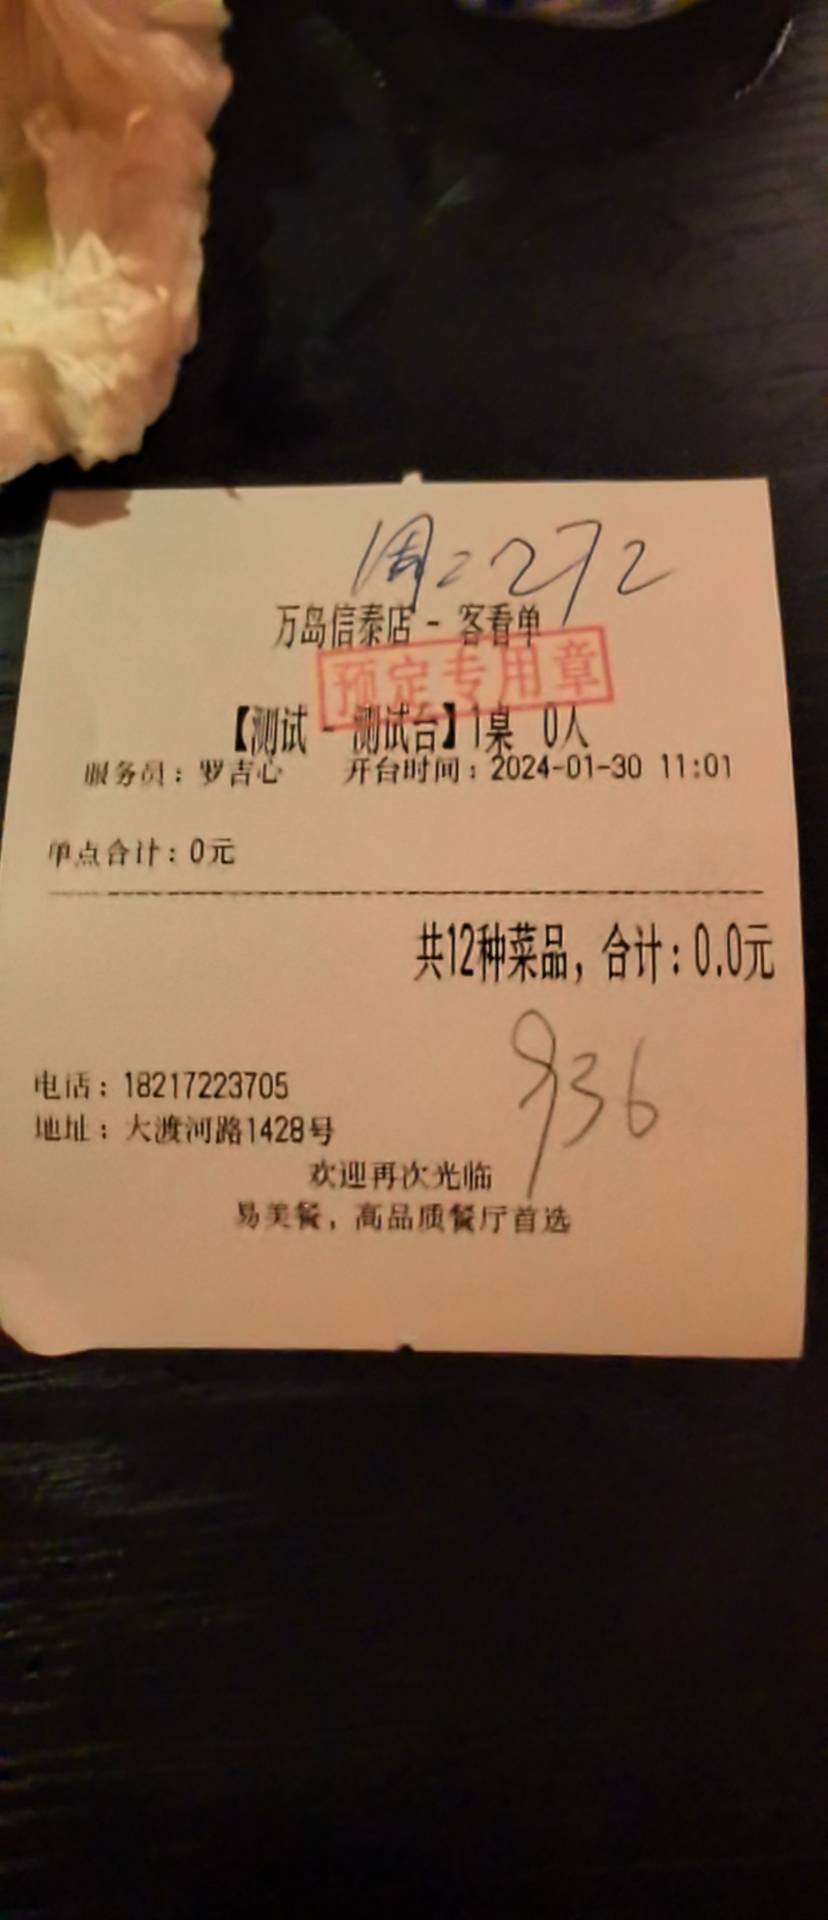 周二 272
万岛信泰店 - 客看单
预定专用章
【测试 - 测试台】1桌 0人
服务员：罗吉心 开台时间：2024-01-30 11:01
单点合计：0元
共12种菜品，合计：0.0元
936
电话：18217223705
地址：大渡河路1428号
欢迎再次光临
易美餐，高品质餐厅首选